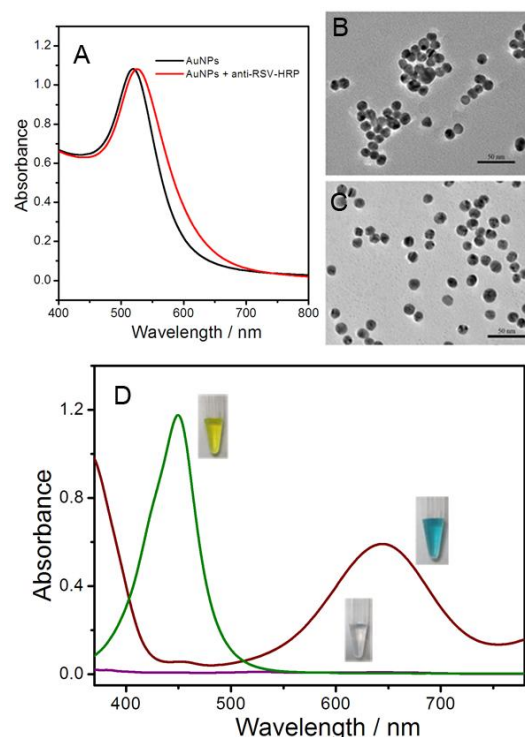 A
AuNPs
AuNPs + anti-RSV-HRP
1.2
1.0
0.8
0.6
0.4
0.2
0.0
Absorbance
400
500
600
700
800
Wavelength / nm
B
50 nm
C
50 nm
D
1.2
0.8
0.4
0.0
Absorbance
400
500
600
700
Wavelength / nm